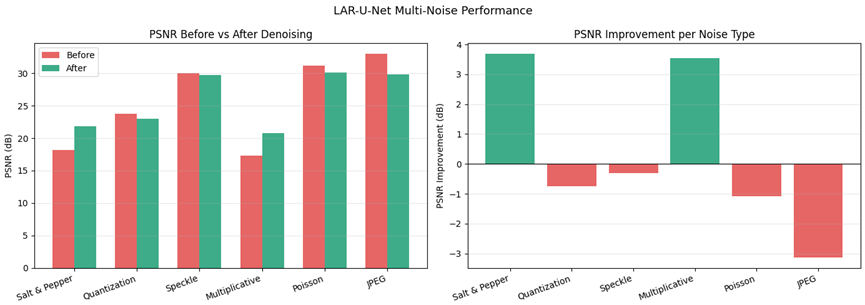 LAR-U-Net Multi-Noise Performance
PSNR Before vs After Denoising
Before
After
PSNR (dB)
30
25
20
15
10
5
0
Salt & Pepper
Quantization
Speckle
Multiplicative
Poisson
JPEG
PSNR Improvement per Noise Type
PSNR Improvement (dB)
4
3
2
1
0
−1
−2
−3
Salt & Pepper
Quantization
Speckle
Multiplicative
Poisson
JPEG